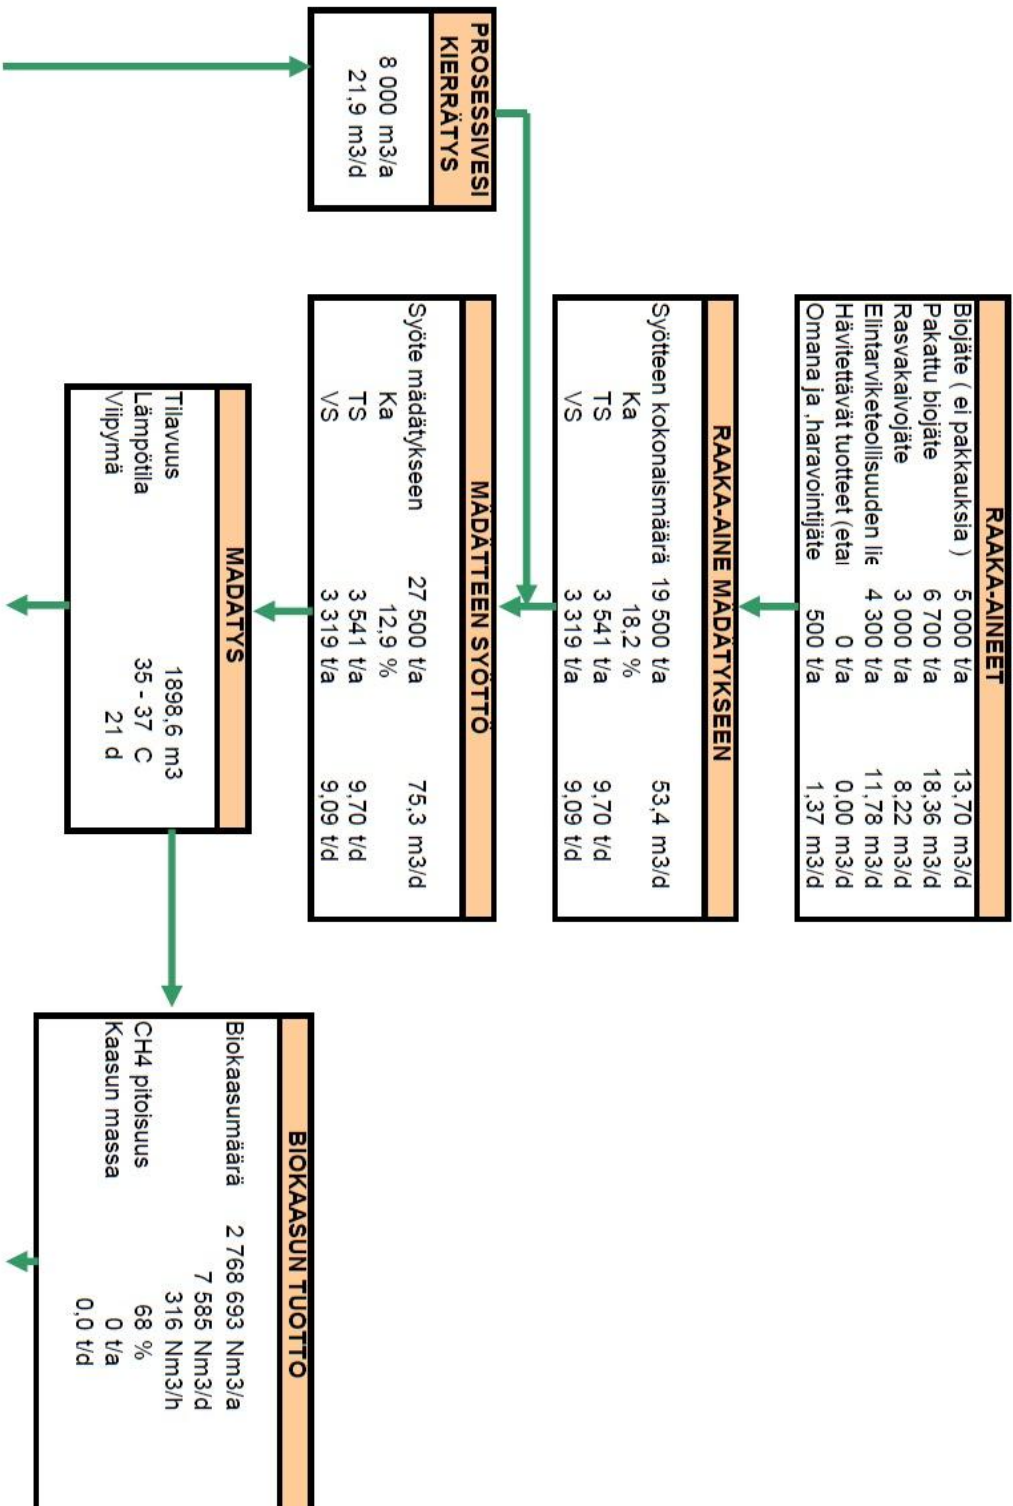 RAAKA-AINEET
Biojäte ( ei pakkauksia ) 5 000 t/a 13,70 m3/d
Pakattu biojäte 6 700 t/a 18,36 m3/d
Rasvakaivojäte 3 000 t/a 8,22 m3/d
Elintarviketeollisuuden lie 4 300 t/a 11,78 m3/d
Hävitettävät tuotteet (etai 0 t/a 0,00 m3/d
Omana ja ,haravointijäte 500 t/a 1,37 m3/d
RAAKA-AINE MÄDÄTYKSEEN
Syötteen kokonaismäärä 19 500 t/a 53,4 m3/d
Ka 18,2 %
TS 3 541 t/a 9,70 t/d
VS 3 319 t/a 9,09 t/d
PROSESSIVESI
KIERRÄTYS
8 000 m3/a
21,9 m3/d
MÄDÄTTEEN SYÖTTÖ
Syöte mädätykseen 27 500 t/a 75,3 m3/d
Ka 12,9 %
TS 3 541 t/a 9,70 t/d
VS 3 319 t/a 9,09 t/d
MADATYS
Tilavuus 1898,6 m3
Lämpötila 35 - 37 C
Viipymä 21 d
BIOKAASUN TUOTTO
Biokaasumäärä 2 768 693 Nm3/a
7 585 Nm3/d
316 Nm3/h
CH4 pitoisuus 68 %
Kaasun massa 0 t/a
0,0 t/d